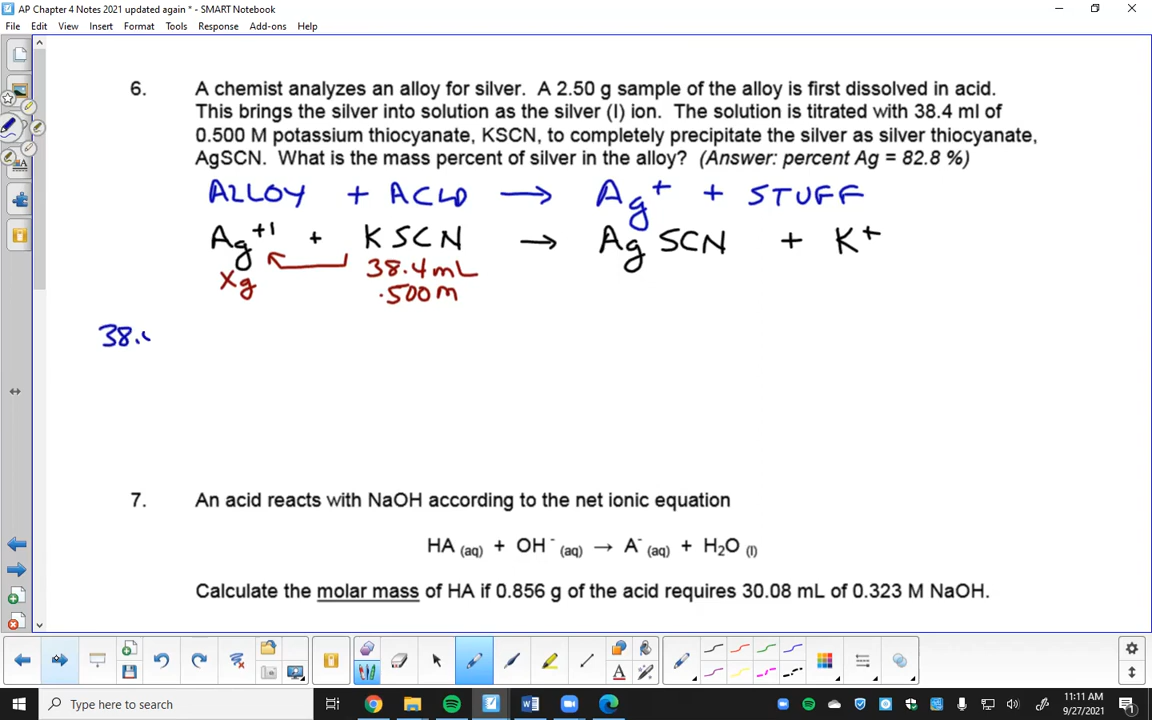 AP Chapter 4 Notes 2021 updated again * - SMART Notebook
File Edit View Insert Format Tools Response Add-ons Help
6. A chemist analyzes an alloy for silver. A 2.50 g sample of the alloy is first dissolved in acid.
This brings the silver into solution as the silver (I) ion. The solution is titrated with 38.4 ml of
0.500 M potassium thiocyanate, KSCN, to completely precipitate the silver as silver thiocyanate,
AgSCN. What is the mass percent of silver in the alloy? (Answer: percent Ag = 82.8 %)
ALLOY + ACID → Ag+ + STUFF
Ag+1 + KSCN → AgSCN + K+
xg 38.4 mL
.500 M
38.
7. An acid reacts with NaOH according to the net ionic equation
HA (aq) + OH - (aq) → A- (aq) + H2O (l)
Calculate the molar mass of HA if 0.856 g of the acid requires 30.08 mL of 0.323 M NaOH.
Type here to search
11:11 AM
9/27/2021